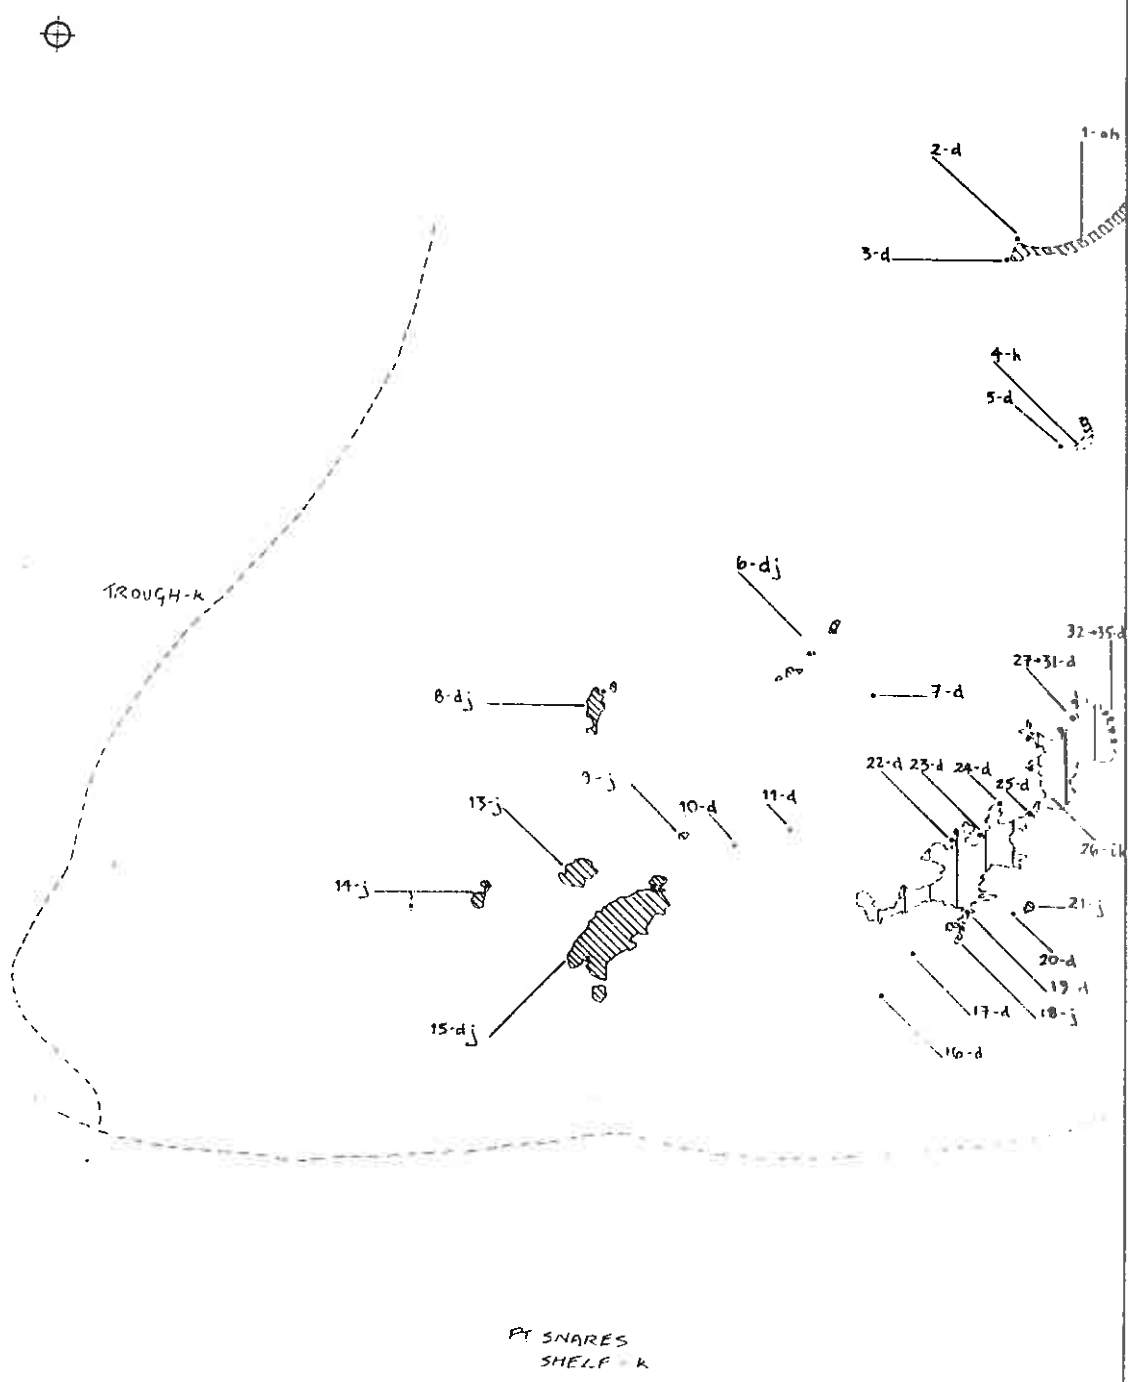 1-ah
2-d
3-d
4-h
5-d
6-dj
TROUGH-k
32→35-d
27→31-d
8-dj
7-d
22-d
23-d
24-d
9-j
25-d
13-j
10-d
11-d
26-ik
14-j
21-j
20-d
19-d
15-dj
17-d
18-j
16-d
PT SNARES
SHELF - k